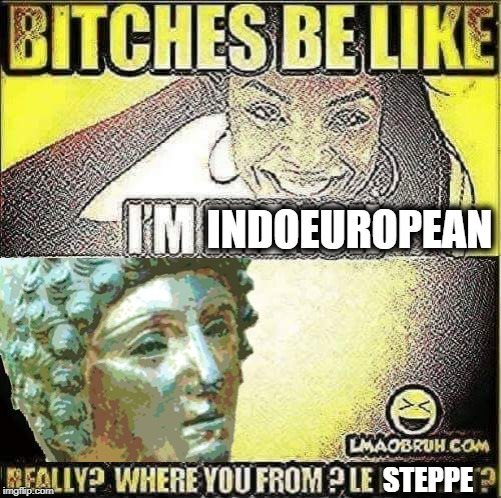 BITCHES BE LIKE
I'M INDOEUROPEAN
LMAOBRUH.COM
REALLY? WHERE YOU FROM? LE STEPPE?
imgflip.com